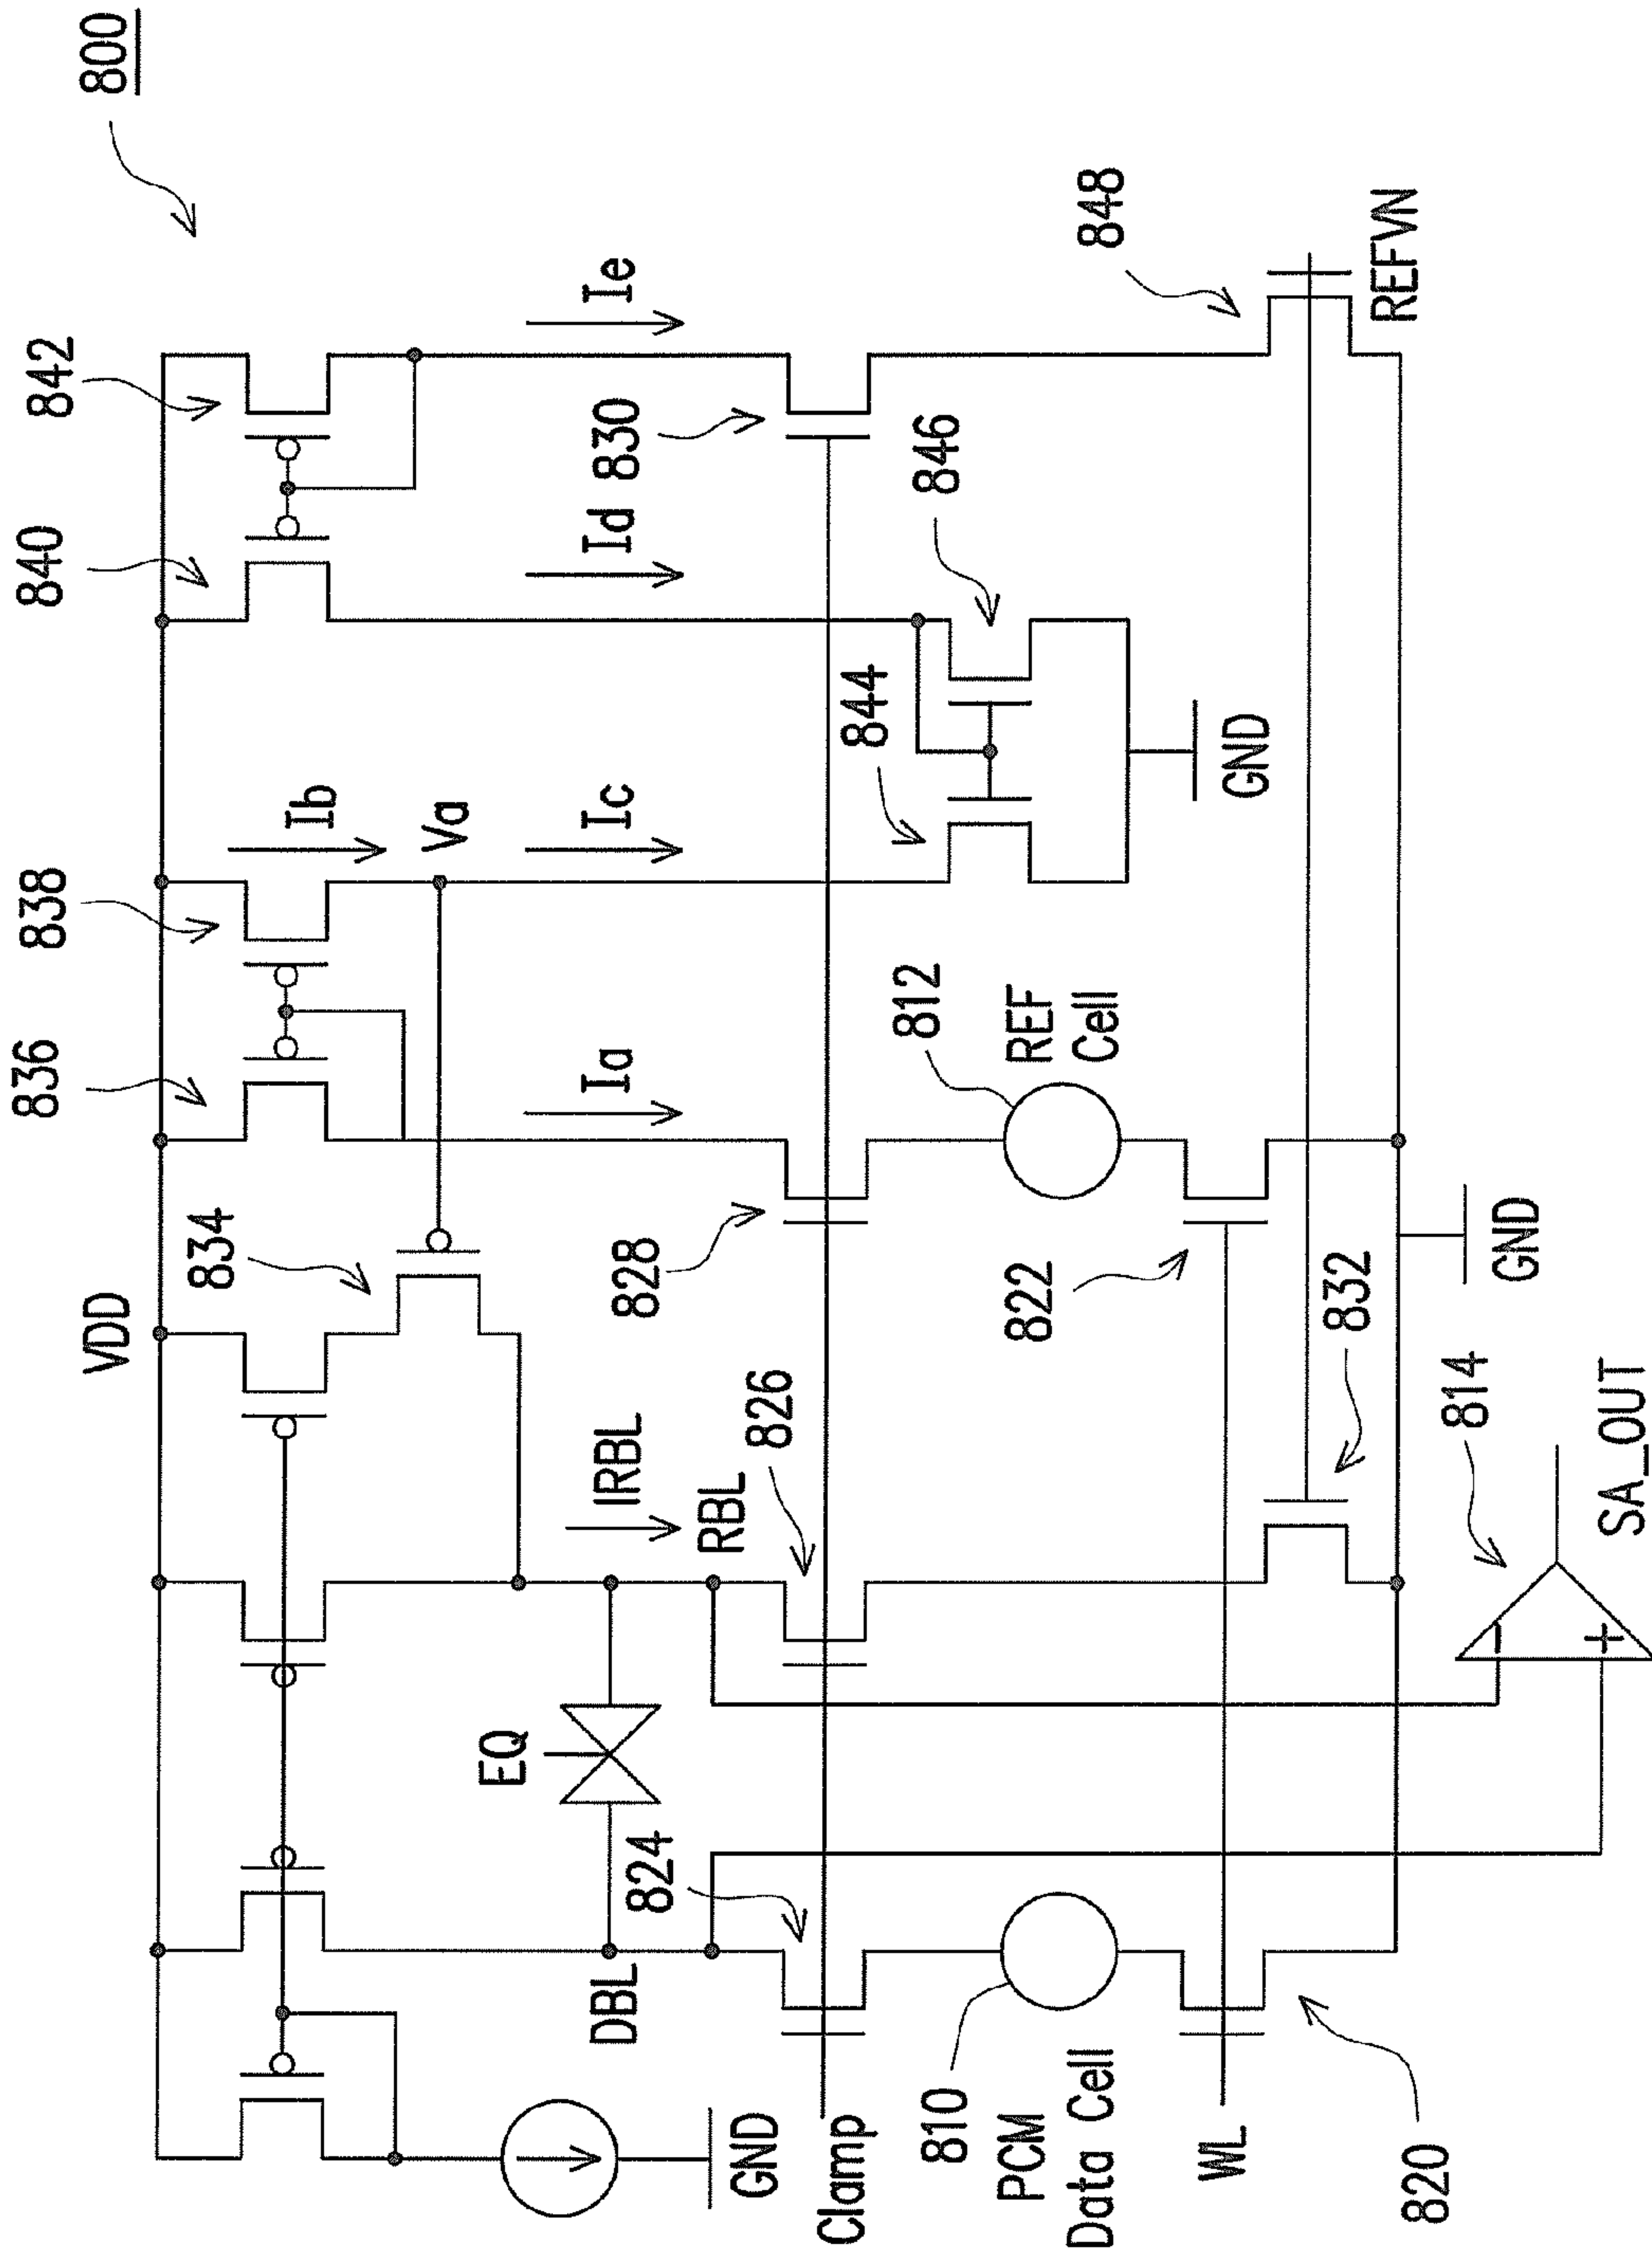 800
VDD
834
836
838
840
842
Ib
Va
EQ
DBL
IRBL
RBL
Ia
Ic
Id
Ie
GND
Clamp
824
826
828
830
810
PCM
Data Cell
812
REF
Cell
844
846
GND
WL
820
822
832
848
REFVN
GND
814
−
+
SA_OUT